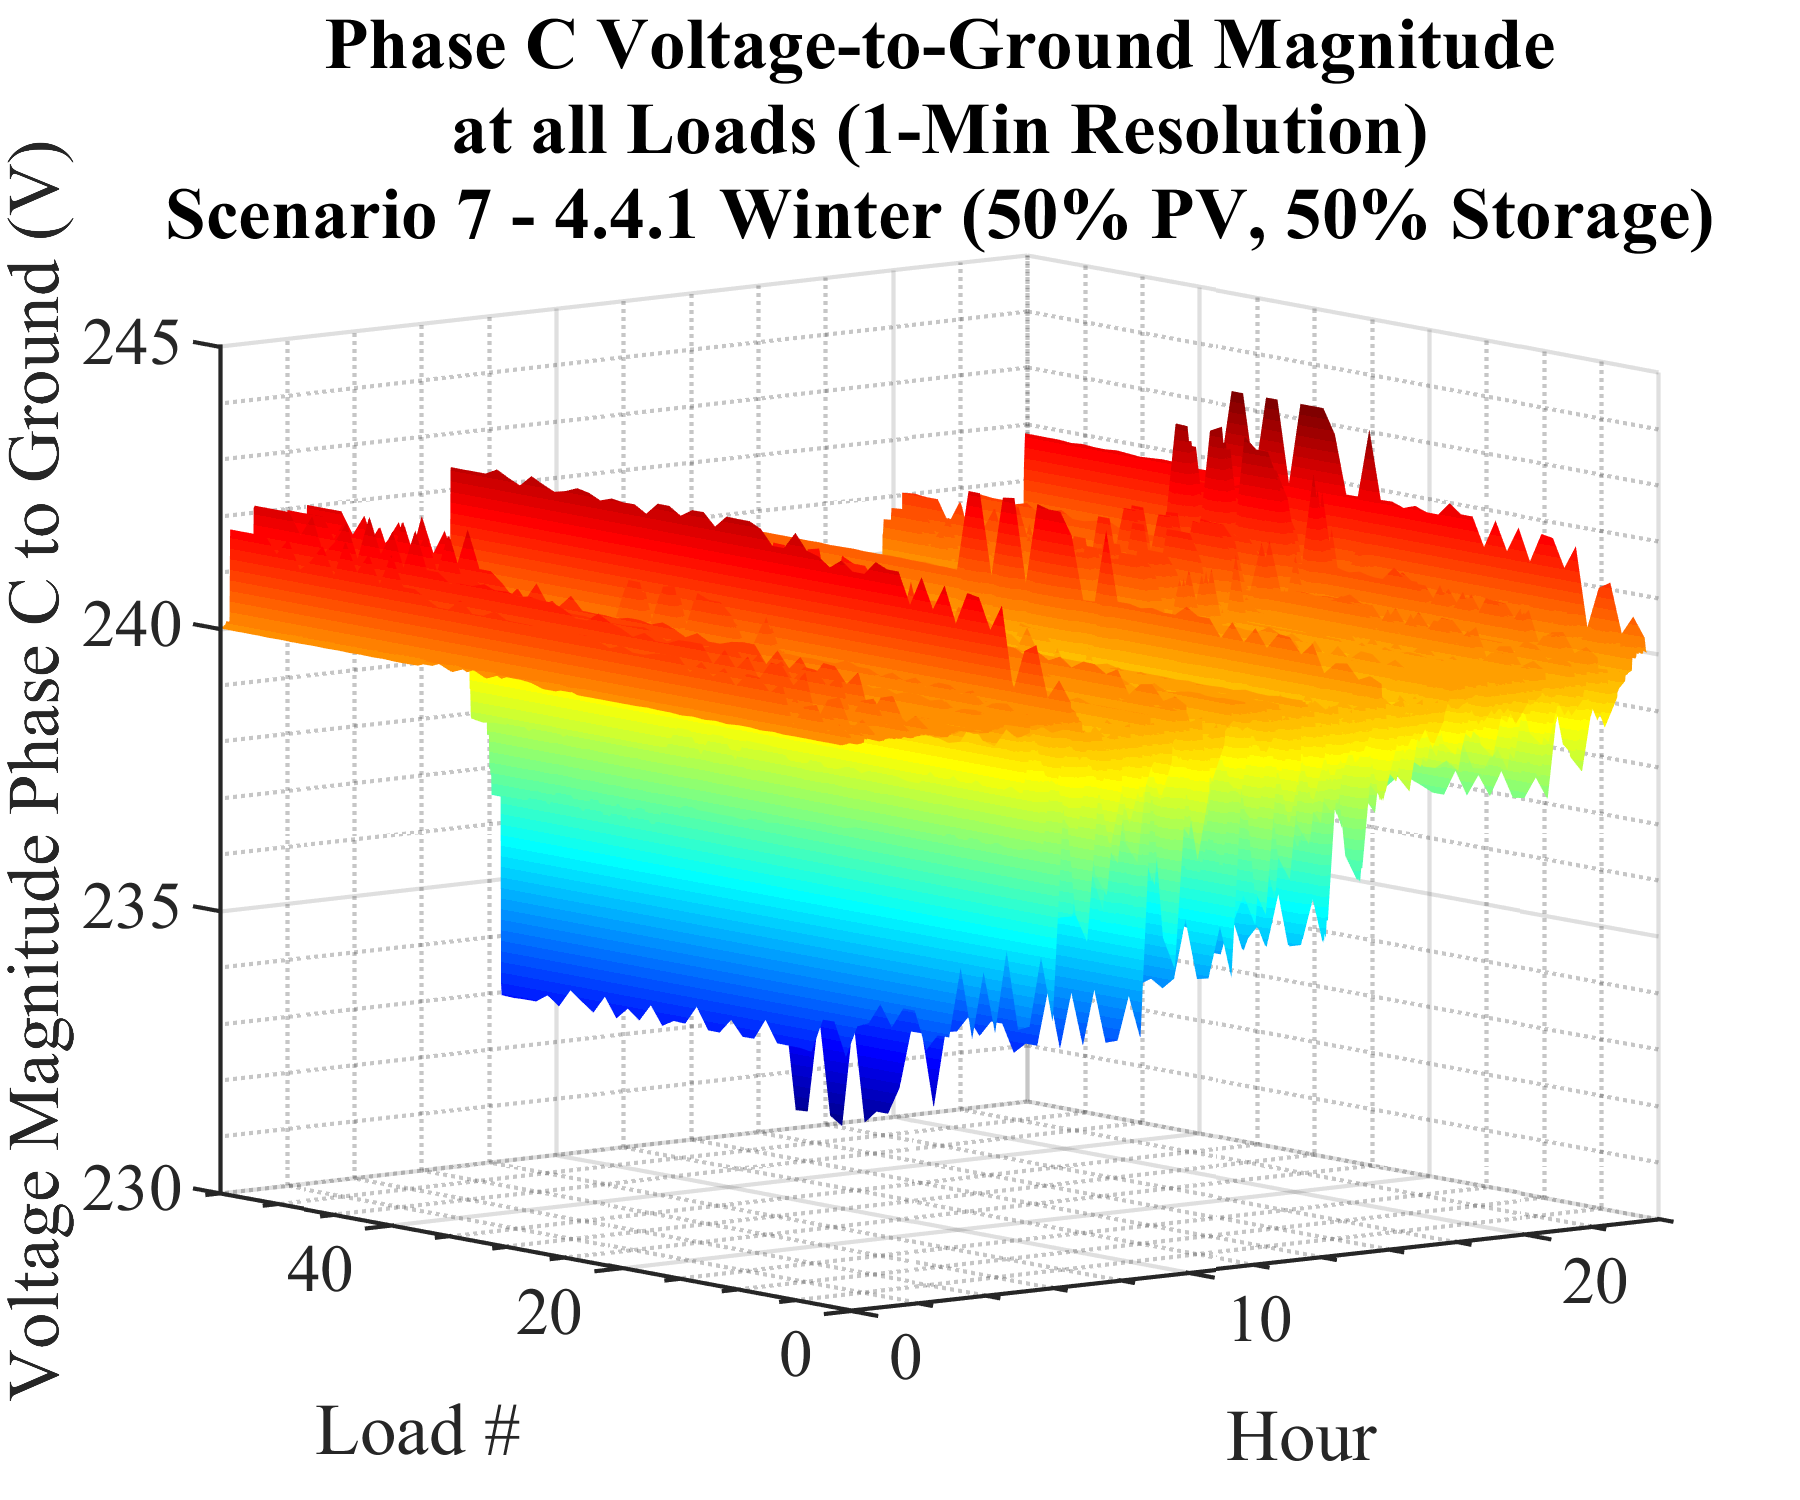 Phase C Voltage-to-Ground Magnitude
at all Loads (1-Min Resolution)
Scenario 7 - 4.4.1 Winter (50% PV, 50% Storage)
Voltage Magnitude Phase C to Ground (V)
245
240
235
230
40
20
0
0
10
20
Load #
Hour